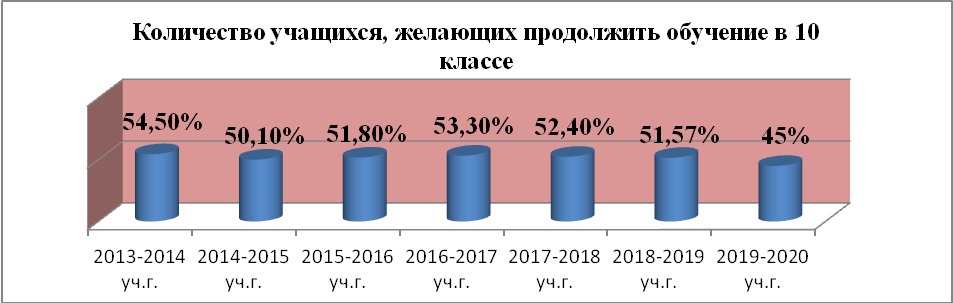 Количество учащихся, желающих продолжить обучение в 10
классе
54,50% 50,10% 51,80% 53,30% 52,40% 51,57% 45%
2013-2014 2014-2015 2015-2016 2016-2017 2017-2018 2018-2019 2019-2020
уч.г. уч.г. уч.г. уч.г. уч.г. уч.г. уч.г.